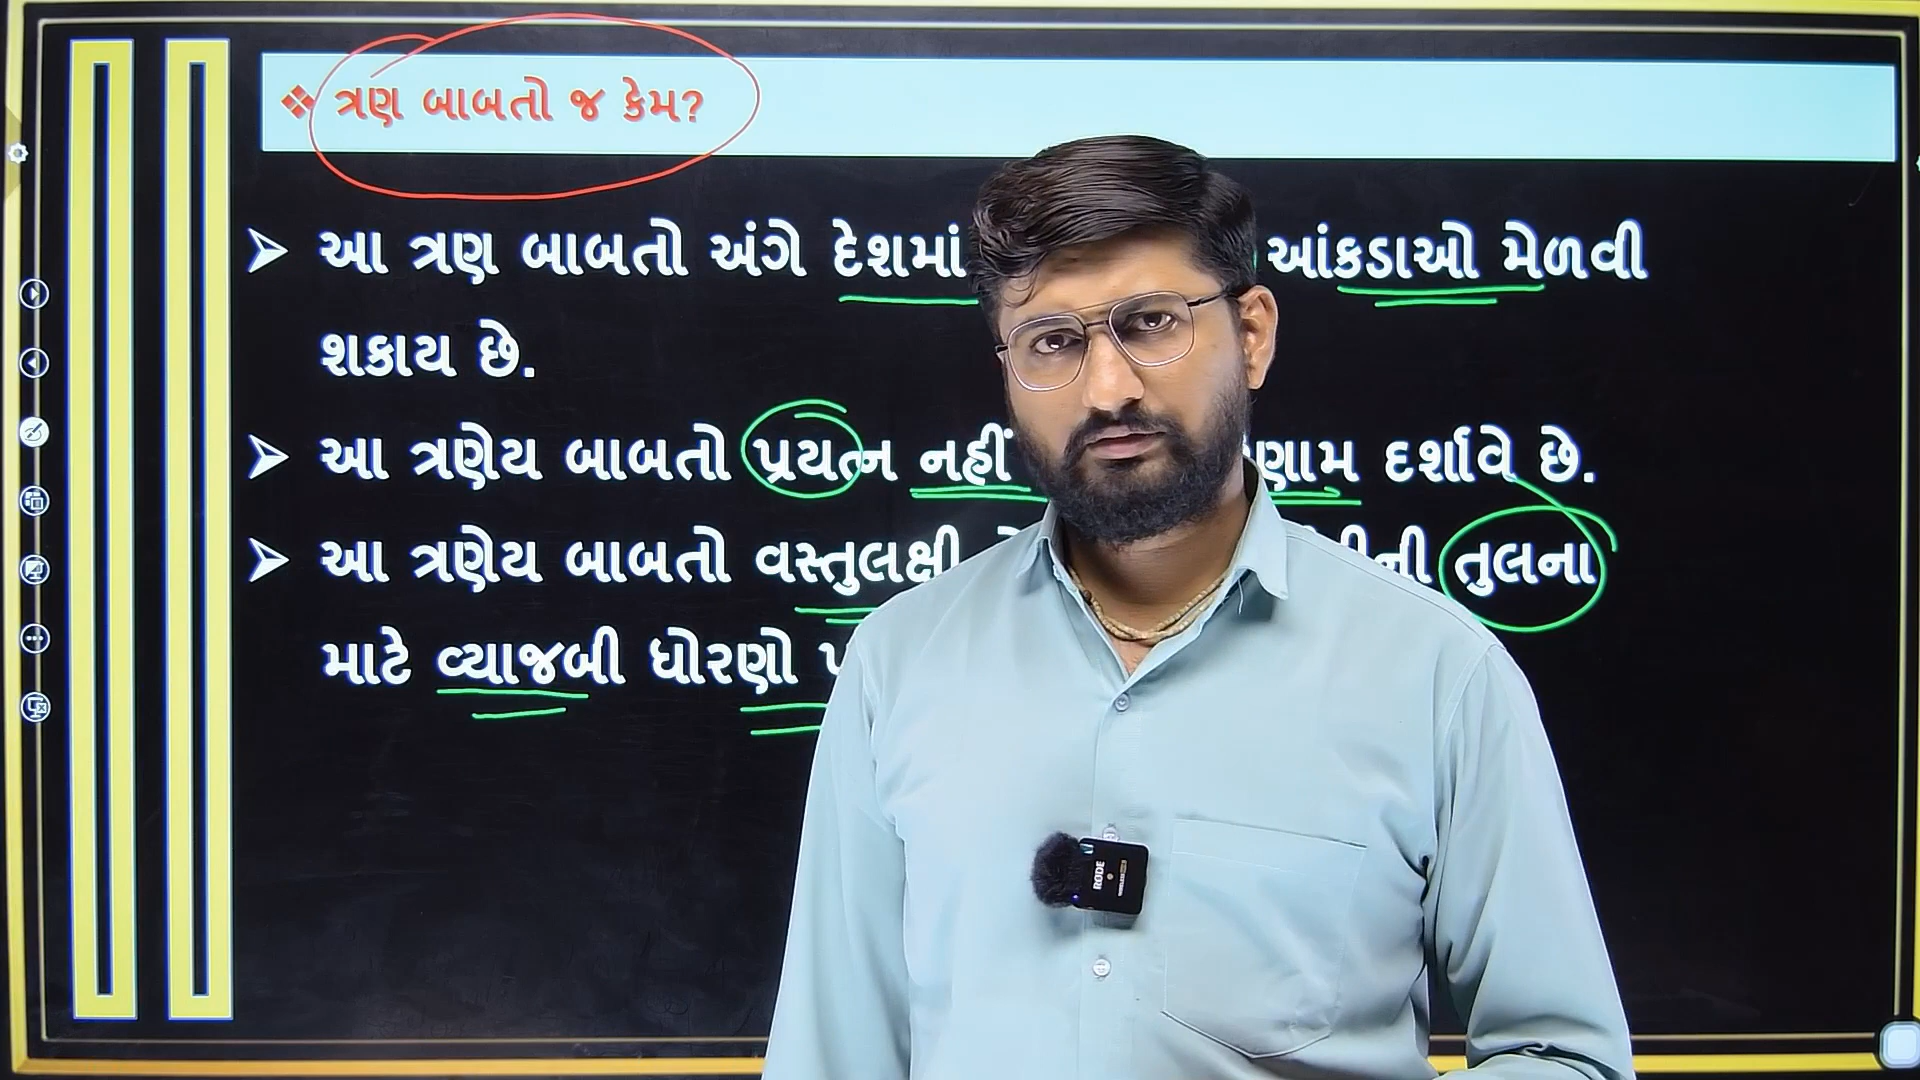 ત્રણ બાબતો જ કેમ?
આ ત્રણ બાબતો અંગે દેશમાં આંકડાઓ મેળવી
શકાય છે.
આ ત્રણેય બાબતો પ્રયત્ન નહીં દર્શાવે છે.
આ ત્રણેય બાબતો વસ્તુલક્ષી તુલના
માટે વ્યાજબી ધોરણો
RODE